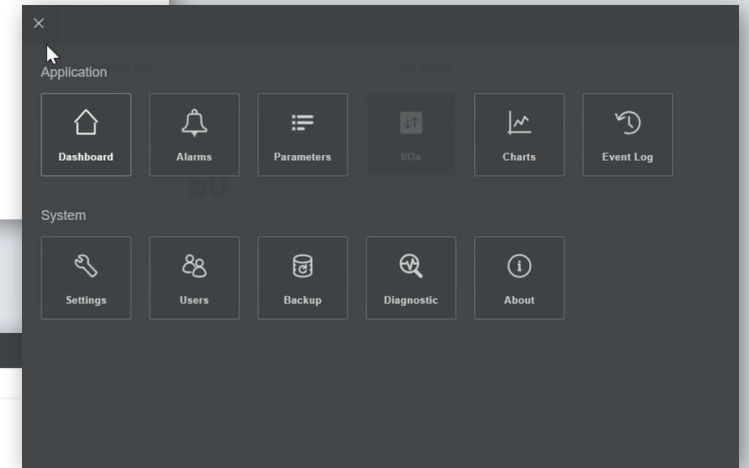 Application
Dashboard
Alarms
Parameters
I/Os
Charts
Event Log
System
Settings
Users
Backup
Diagnostic
About